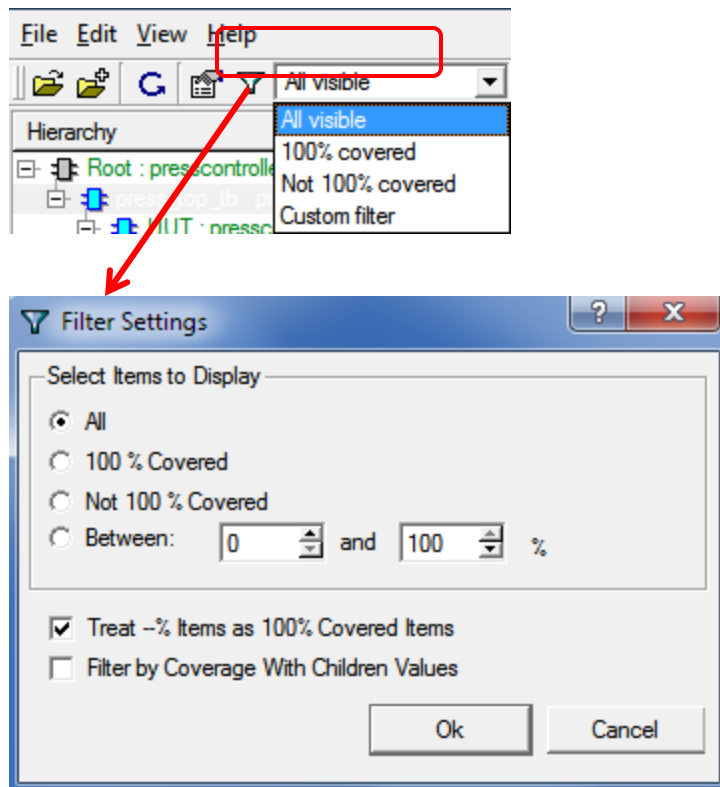 File Edit View Help
All visible
Hierarchy
All visible
100% covered
Not 100% covered
Custom filter
Root : presscontrolle
press_top_tb : p
UUT : pressc
Filter Settings
?
X
Select Items to Display
All
100 % Covered
Not 100 % Covered
Between: 0 and 100 %
Treat --% Items as 100% Covered Items
Filter by Coverage With Children Values
Ok Cancel